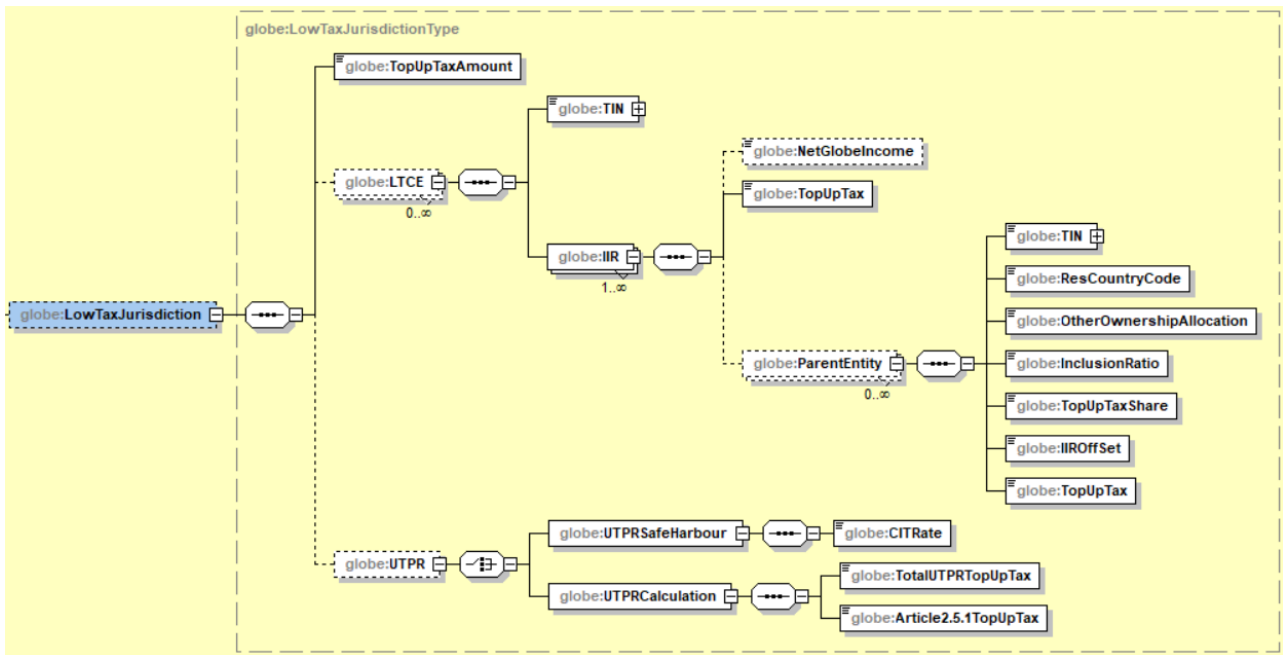 globe:LowTaxJurisdictionType
globe:TopUpTaxAmount
globe:TIN
globe:NetGlobeIncome
globe:LTCE
0..∞
globe:TopUpTax
globe:TIN
globe:IIR
1..∞
globe:ResCountryCode
globe:LowTaxJurisdiction
globe:OtherOwnershipAllocation
globe:ParentEntity
0..∞
globe:InclusionRatio
globe:TopUpTaxShare
globe:IIROffSet
globe:TopUpTax
globe:UTPRSafeHarbour
globe:CITRate
globe:UTPR
globe:TotalUTPRTopUpTax
globe:UTPRCalculation
globe:Article2.5.1TopUpTax